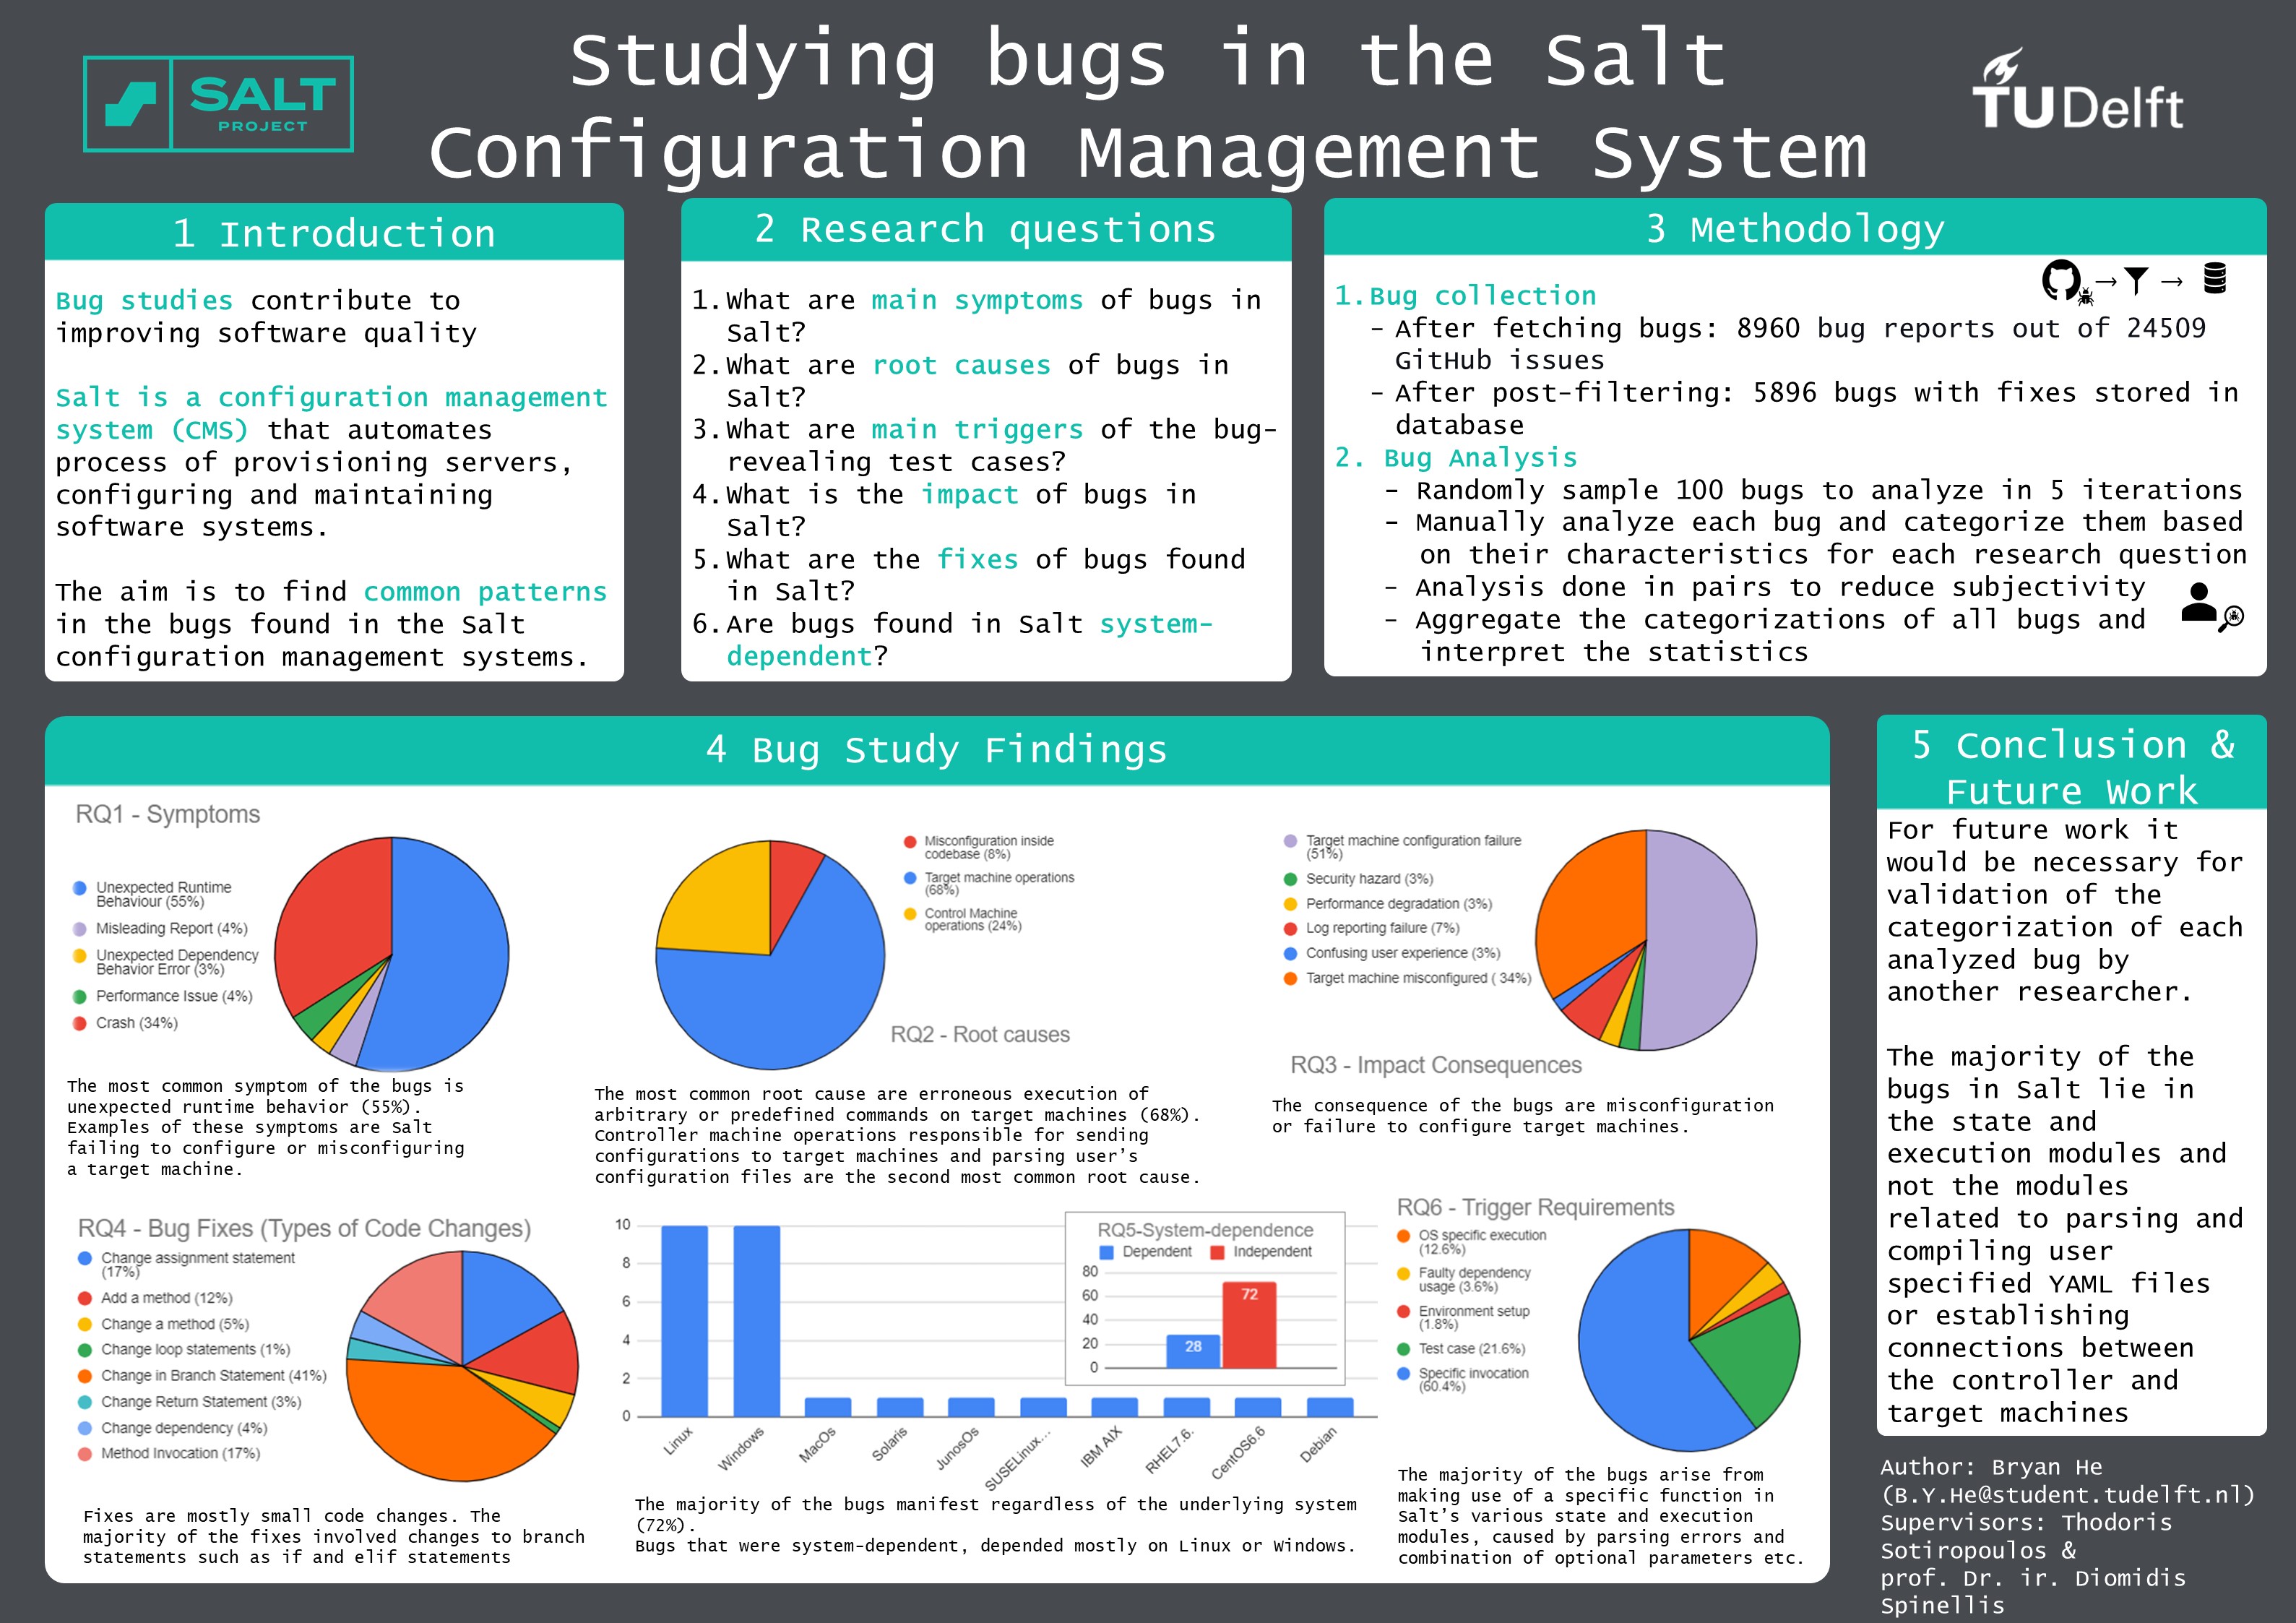 SALT
PROJECT
Studying bugs in the Salt
Configuration Management System
TU Delft
1 Introduction
Bug studies contribute to
improving software quality
Salt is a configuration management
system (CMS) that automates
process of provisioning servers,
configuring and maintaining
software systems.
The aim is to find common patterns
in the bugs found in the Salt
configuration management systems.
2 Research questions
1.What are main symptoms of bugs in
Salt?
2.What are root causes of bugs in
Salt?
3.What are main triggers of the bug-
revealing test cases?
4.What is the impact of bugs in
Salt?
5.What are the fixes of bugs found
in Salt?
6.Are bugs found in Salt system-
dependent?
3 Methodology
1.Bug collection
- After fetching bugs: 8960 bug reports out of 24509
GitHub issues
- After post-filtering: 5896 bugs with fixes stored in
database
2. Bug Analysis
- Randomly sample 100 bugs to analyze in 5 iterations
- Manually analyze each bug and categorize them based
on their characteristics for each research question
- Analysis done in pairs to reduce subjectivity
- Aggregate the categorizations of all bugs and
interpret the statistics
4 Bug Study Findings
RQ1 - Symptoms
Unexpected Runtime
Behaviour (55%)
Misleading Report (4%)
Unexpected Dependency
Behavior Error (3%)
Performance Issue (4%)
Crash (34%)
The most common symptom of the bugs is
unexpected runtime behavior (55%).
Examples of these symptoms are Salt
failing to configure or misconfiguring
a target machine.
Misconfiguration inside
codebase (8%)
Target machine operations
(68%)
Control Machine
operations (24%)
RQ2 - Root causes
The most common root cause are erroneous execution of
arbitrary or predefined commands on target machines (68%).
Controller machine operations responsible for sending
configurations to target machines and parsing user's
configuration files are the second most common root cause.
Target machine configuration failure
(51%)
Security hazard (3%)
Performance degradation (3%)
Log reporting failure (7%)
Confusing user experience (3%)
Target machine misconfigured ( 34%)
RQ3 - Impact Consequences
The consequence of the bugs are misconfiguration
or failure to configure target machines.
RQ4 - Bug Fixes (Types of Code Changes)
Change assignment statement
(17%)
Add a method (12%)
Change a method (5%)
Change loop statements (1%)
Change in Branch Statement (41%)
Change Return Statement (3%)
Change dependency (4%)
Method Invocation (17%)
Fixes are mostly small code changes. The
majority of the fixes involved changes to branch
statements such as if and elif statements
10
8
6
4
2
0
Linux
Windows
MacOs
Solaris
JunosOs
SUSELinux...
IBM AIX
RHEL7.6.
CentOS6.6
Debian
RQ5-System-dependence
Dependent
Independent
80
60
40
20
0
28
72
The majority of the bugs manifest regardless of the underlying system
(72%).
Bugs that were system-dependent, depended mostly on Linux or Windows.
RQ6 - Trigger Requirements
OS specific execution
(12.6%)
Faulty dependency
usage (3.6%)
Environment setup
(1.8%)
Test case (21.6%)
Specific invocation
(60.4%)
The majority of the bugs arise from
making use of a specific function in
Salt's various state and execution
modules, caused by parsing errors and
combination of optional parameters etc.
5 Conclusion &
Future Work
For future work it
would be necessary for
validation of the
categorization of each
analyzed bug by
another researcher.
The majority of the
bugs in Salt lie in
the state and
execution modules and
not the modules
related to parsing and
compiling user
specified YAML files
or establishing
connections between
the controller and
target machines
Author: Bryan He
(B.Y.He@student.tudelft.nl)
Supervisors: Thodoris
Sotiropoulos &
prof. Dr. ir. Diomidis
Spinellis